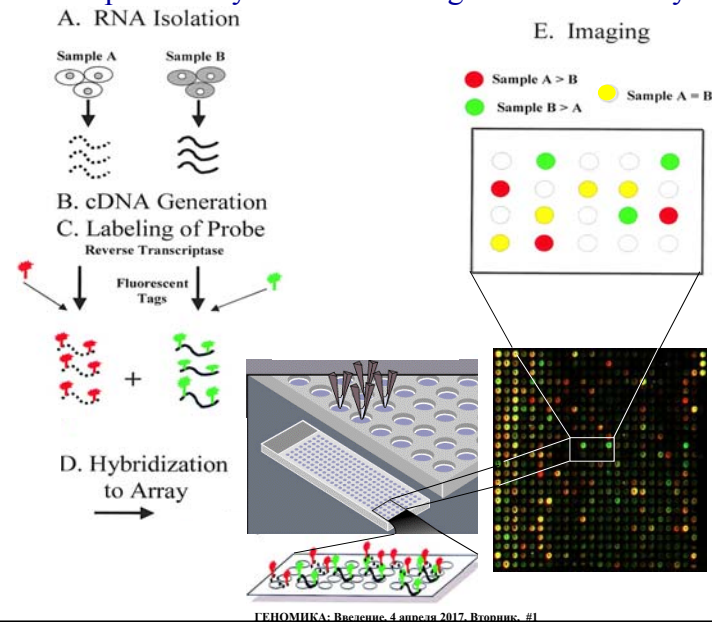 A. RNA Isolation
Sample A
Sample B
B. cDNA Generation
C. Labeling of Probe
Reverse Transcriptase
Fluorescent
Tags
+
D. Hybridization
to Array
E. Imaging
Sample A > B
Sample B > A
Sample A = B
ГЕНОМИКА: Введение, 4 апреля 2017, Вторник, #1